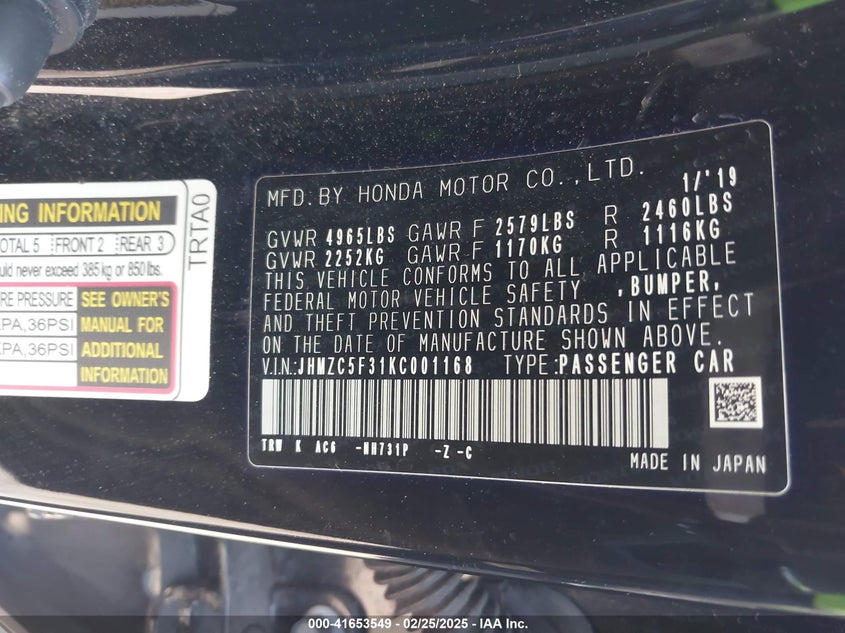 NG INFORMATION
OTAL 5 FRONT 2 REAR 3
uld never exceed 385 kg or 850 lbs.
RE PRESSURE SEE OWNER'S
KPA, 36PSI MANUAL FOR
KPA, 36PSI ADDITIONAL
INFORMATION
TRTA0
MFD. BY HONDA MOTOR CO., LTD. 1/'19
GVWR 4965LBS GAWR F 2579LBS R 2460LBS
GVWR 2252KG GAWR F 1170KG R 1116KG
THIS VEHICLE CONFORMS TO ALL APPLICABLE
FEDERAL MOTOR VEHICLE SAFETY ,BUMPER,
AND THEFT PREVENTION STANDARDS IN EFFECT
ON THE DATE OF MANUFACTURE SHOWN ABOVE.
V.I.N: JHMZC5F31KC001168 TYPE: PASSENGER CAR
TRW K AC6 -NH731P -Z -C
MADE IN JAPAN
000-41653549 — 02/25/2025 — IAA Inc.